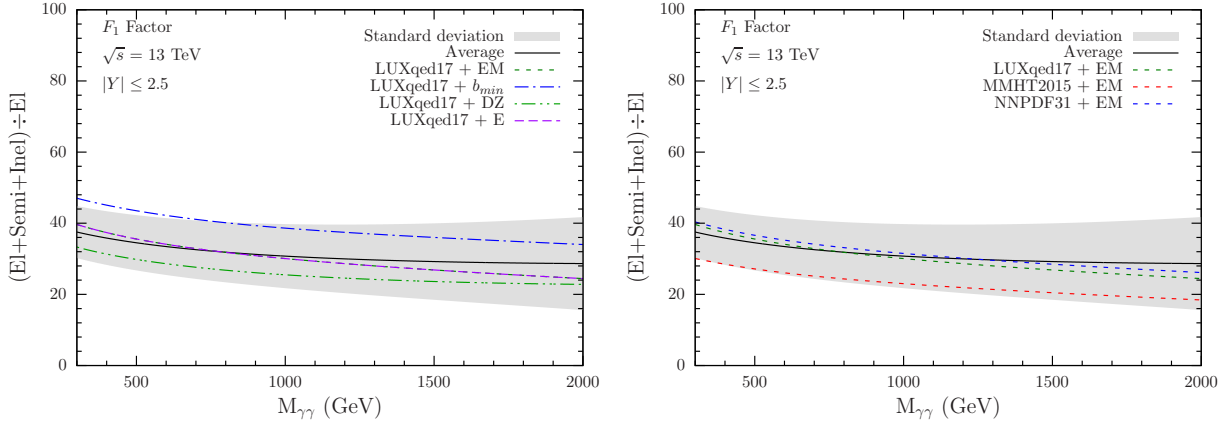 F₁ Factor
√s = 13 TeV
|Y| ≤ 2.5
Standard deviation
Average
LUXqed17 + EM
LUXqed17 + b_min
LUXqed17 + DZ
LUXqed17 + E
(El+Semi+Inel)÷El
100
80
60
40
20
0
500
1000
1500
2000
M_γγ (GeV)
F₁ Factor
√s = 13 TeV
|Y| ≤ 2.5
Standard deviation
Average
LUXqed17 + EM
MMHT2015 + EM
NNPDF31 + EM
(El+Semi+Inel)÷El
100
80
60
40
20
0
500
1000
1500
2000
M_γγ (GeV)